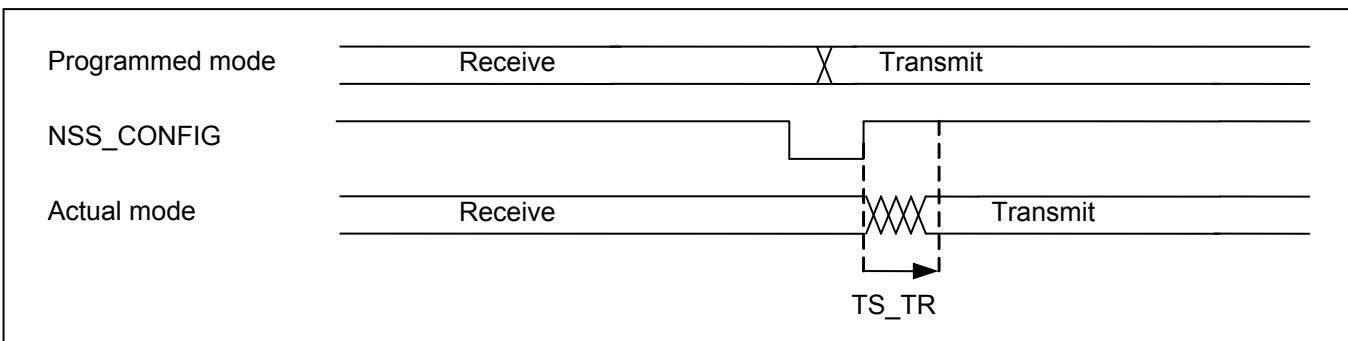 Programmed mode Receive Transmit
NSS_CONFIG
Actual mode Receive Transmit
TS_TR